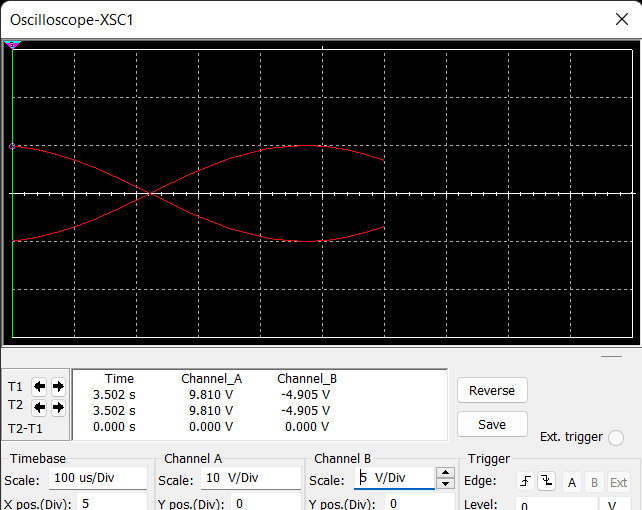 Oscilloscope-XSC1
Time Channel_A Channel_B
T1 3.502 s 9.810 V -4.905 V
T2 3.502 s 9.810 V -4.905 V
T2-T1 0.000 s 0.000 V 0.000 V
Reverse
Save
Ext. trigger
Timebase Channel A Channel B Trigger
Scale: 100 us/Div Scale: 10 V/Div Scale: 5 V/Div Edge: A B Ext
X pos.(Div): 5 Y pos.(Div): 0 Y pos.(Div): 0 Level: 0 V